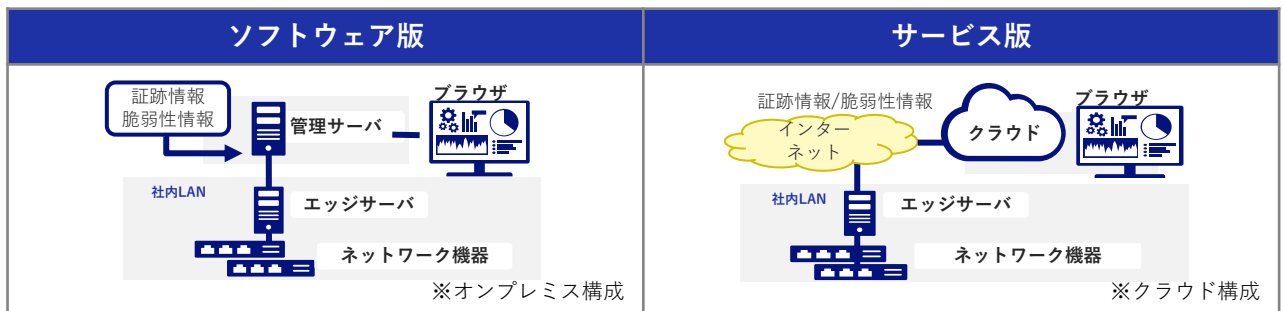 ソフトウェア版
証跡情報
脆弱性情報
管理サーバ
ブラウザ
社内LAN
エッジサーバ
ネットワーク機器
※オンプレミス構成
サービス版
証跡情報/脆弱性情報
インター
ネット
クラウド
ブラウザ
社内LAN
エッジサーバ
ネットワーク機器
※クラウド構成